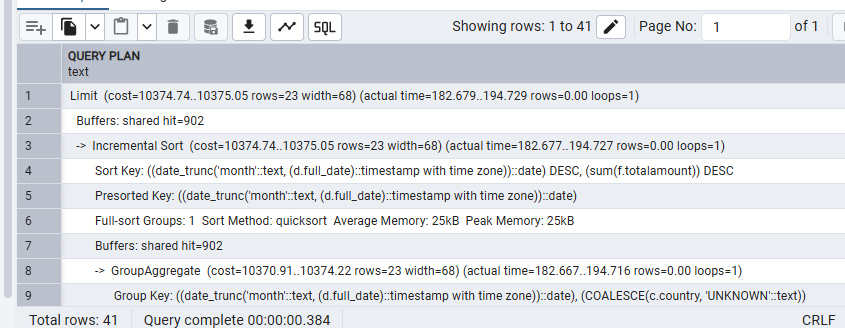 SQL
Showing rows: 1 to 41
Page No:
1
of 1
QUERY PLAN
text
1 Limit (cost=10374.74..10375.05 rows=23 width=68) (actual time=182.679..194.729 rows=0.00 loops=1)
2 Buffers: shared hit=902
3 -> Incremental Sort (cost=10374.74..10375.05 rows=23 width=68) (actual time=182.677..194.727 rows=0.00 loops=1)
4 Sort Key: ((date_trunc('month'::text, (d.full_date)::timestamp with time zone))::date) DESC, (sum(f.totalamount)) DESC
5 Presorted Key: ((date_trunc('month'::text, (d.full_date)::timestamp with time zone))::date)
6 Full-sort Groups: 1 Sort Method: quicksort Average Memory: 25kB Peak Memory: 25kB
7 Buffers: shared hit=902
8 -> GroupAggregate (cost=10370.91..10374.22 rows=23 width=68) (actual time=182.667..194.716 rows=0.00 loops=1)
9 Group Key: ((date_trunc('month'::text, (d.full_date)::timestamp with time zone))::date), (COALESCE(c.country, 'UNKNOWN'::text))
Total rows: 41
Query complete 00:00:00.384
CRLF